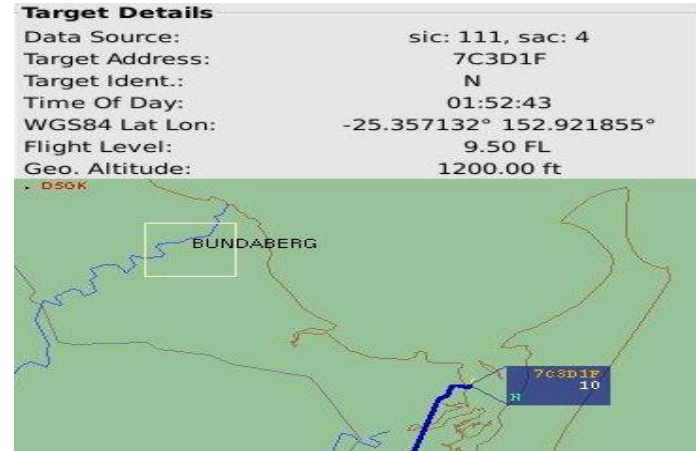 Target Details
Data Source: sic: 111, sac: 4
Target Address: 7C3D1F
Target Ident.: N
Time Of Day: 01:52:43
WGS84 Lat Lon: -25.357132° 152.921855°
Flight Level: 9.50 FL
Geo. Altitude: 1200.00 ft
. DSGK
BUNDABERG
7C3D1F
10
N